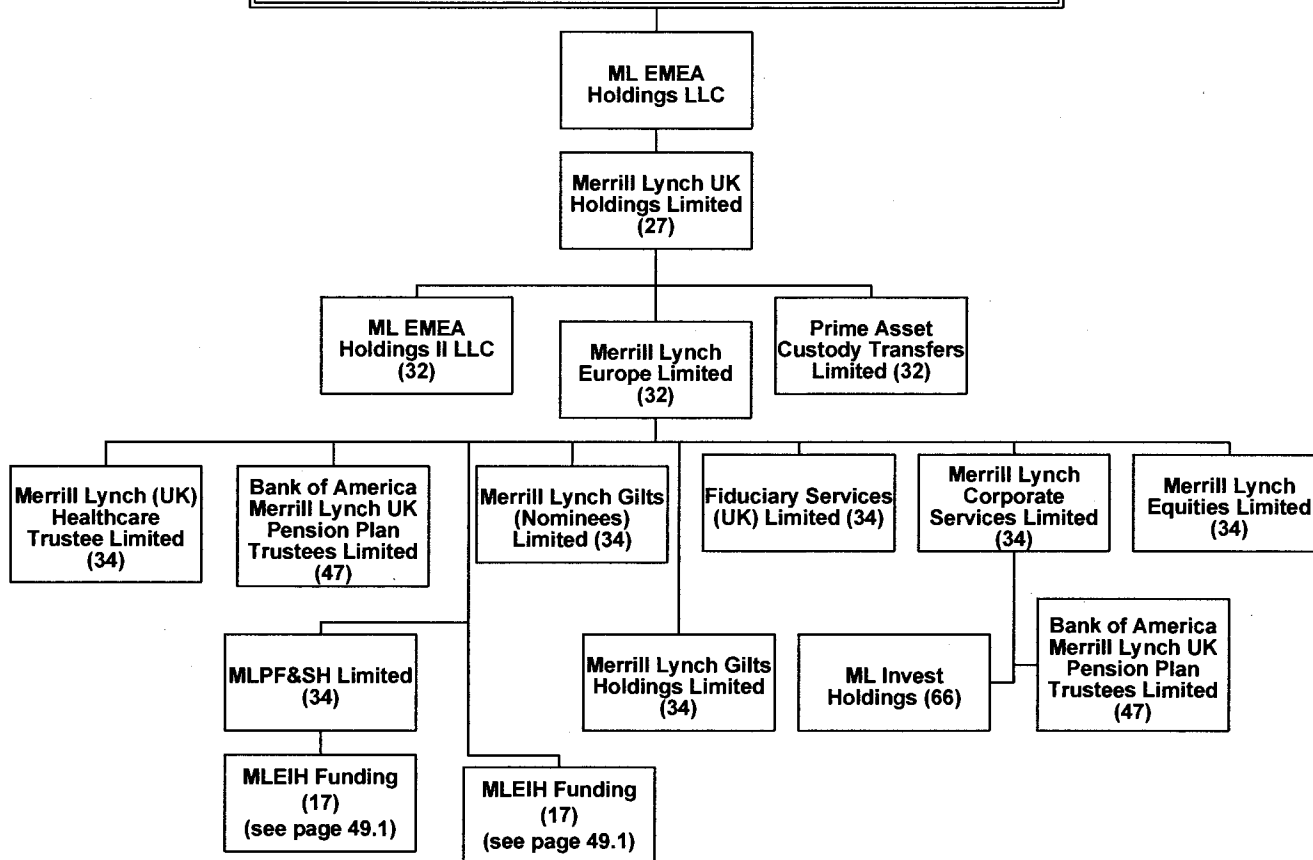 ML EMEA
Holdings LLC
Merrill Lynch UK
Holdings Limited
(27)
ML EMEA
Holdings II LLC
(32)
Merrill Lynch
Europe Limited
(32)
Prime Asset
Custody Transfers
Limited (32)
Merrill Lynch (UK)
Healthcare
Trustee Limited
(34)
Bank of America
Merrill Lynch UK
Pension Plan
Trustees Limited
(47)
Merrill Lynch Gilts
(Nominees)
Limited (34)
Fiduciary Services
(UK) Limited (34)
Merrill Lynch
Corporate
Services Limited
(34)
Merrill Lynch
Equities Limited
(34)
MLPF&SH Limited
(34)
Merrill Lynch Gilts
Holdings Limited
(34)
ML Invest
Holdings (66)
Bank of America
Merrill Lynch UK
Pension Plan
Trustees Limited
(47)
MLEIH Funding
(17)
(see page 49.1)
MLEIH Funding
(17)
(see page 49.1)